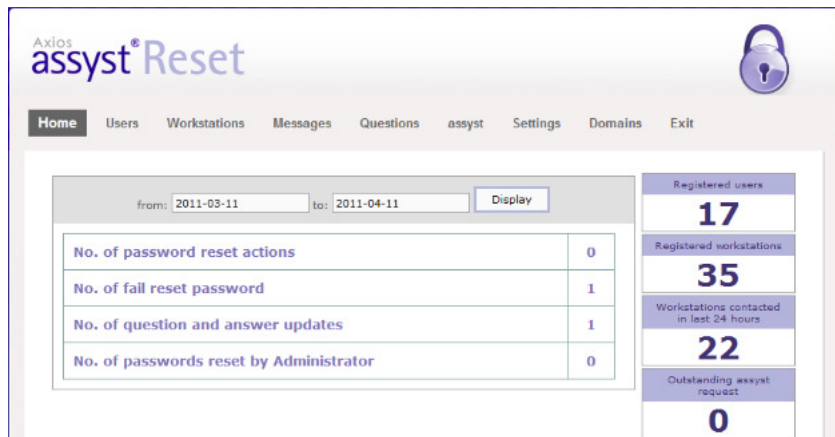 Axios
assyst® Reset
Home Users Workstations Messages Questions assyst Settings Domains Exit
from: 2011-03-11 to: 2011-04-11 Display
No. of password reset actions 0
No. of fail reset password 1
No. of question and answer updates 1
No. of passwords reset by Administrator 0
Registered users
17
Registered workstations
35
Workstations contacted
in last 24 hours
22
Outstanding assyst
request
0